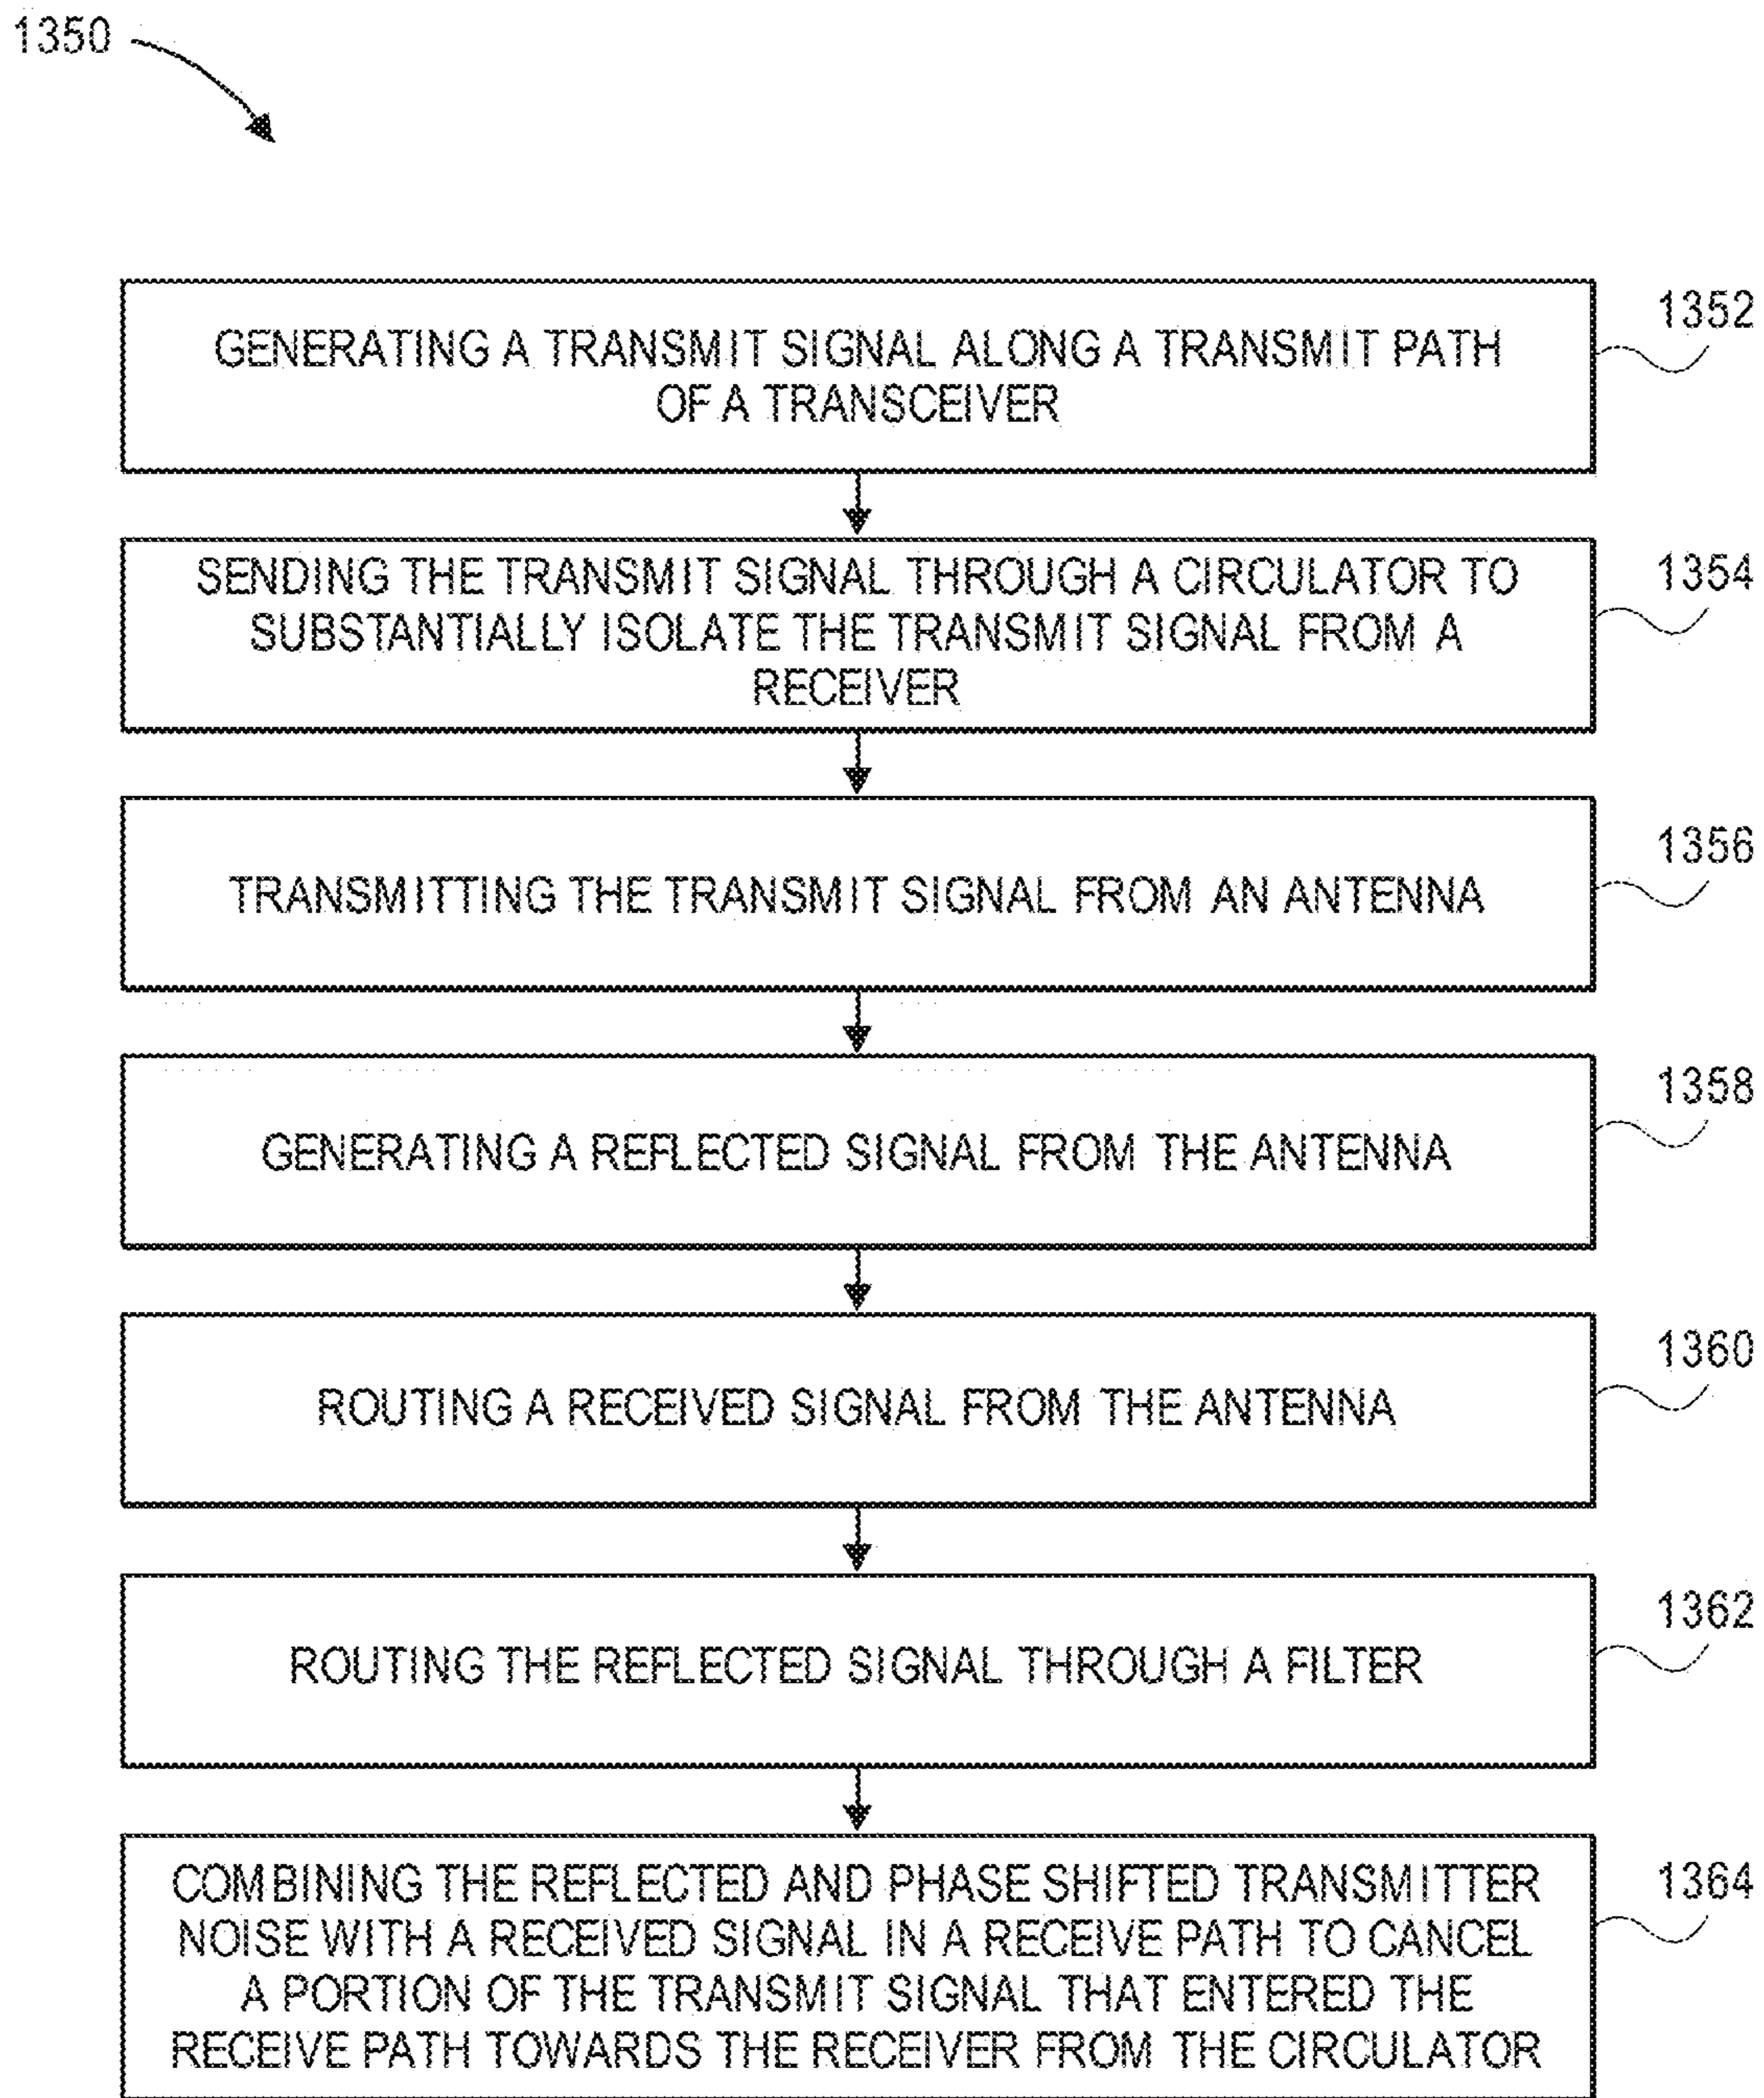 1350
GENERATING A TRANSMIT SIGNAL ALONG A TRANSMIT PATH
OF A TRANSCEIVER
1352
SENDING THE TRANSMIT SIGNAL THROUGH A CIRCULATOR TO
SUBSTANTIALLY ISOLATE THE TRANSMIT SIGNAL FROM A
RECEIVER
1354
TRANSMITTING THE TRANSMIT SIGNAL FROM AN ANTENNA
1356
GENERATING A REFLECTED SIGNAL FROM THE ANTENNA
1358
ROUTING A RECEIVED SIGNAL FROM THE ANTENNA
1360
ROUTING THE REFLECTED SIGNAL THROUGH A FILTER
1362
COMBINING THE REFLECTED AND PHASE SHIFTED TRANSMITTER
NOISE WITH A RECEIVED SIGNAL IN A RECEIVE PATH TO CANCEL
A PORTION OF THE TRANSMIT SIGNAL THAT ENTERED THE
RECEIVE PATH TOWARDS THE RECEIVER FROM THE CIRCULATOR
1364